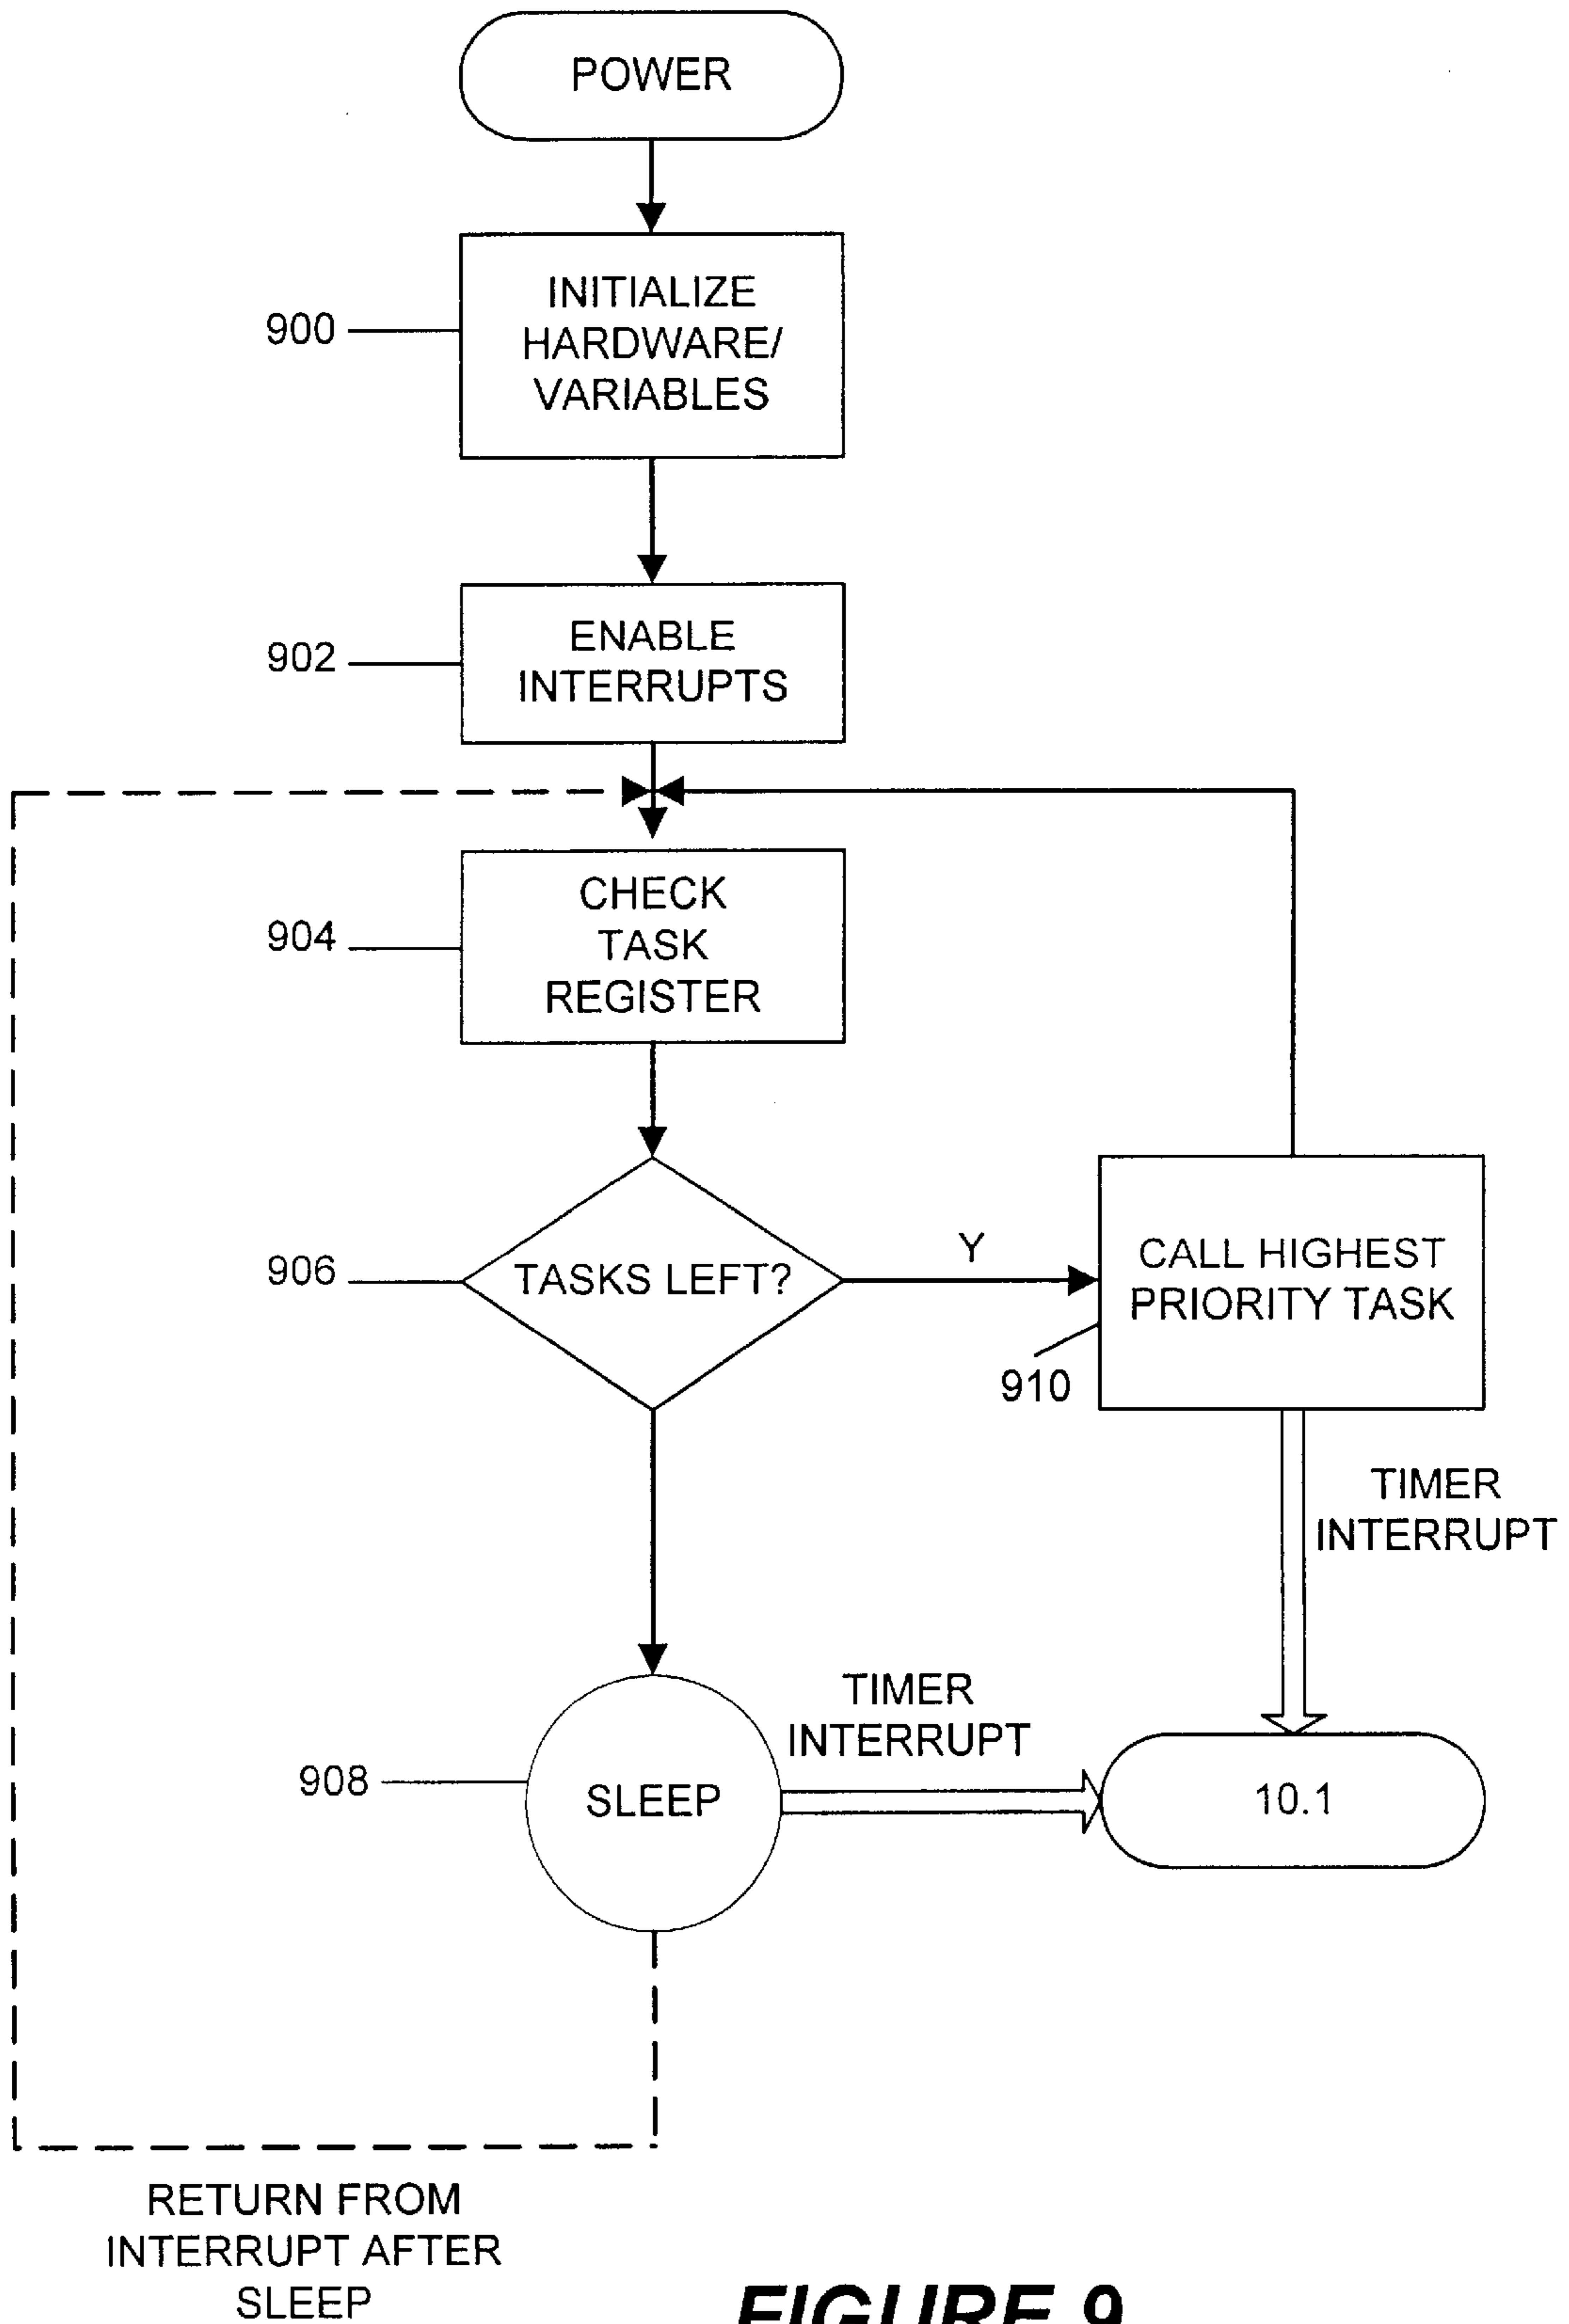 POWER
900
INITIALIZE
HARDWARE/
VARIABLES
902
ENABLE
INTERRUPTS
904
CHECK
TASK
REGISTER
906
TASKS LEFT?
Y
CALL HIGHEST
PRIORITY TASK
910
TIMER
INTERRUPT
908
SLEEP
TIMER
INTERRUPT
10.1
RETURN FROM
INTERRUPT AFTER
SLEEP
FIGURE 9